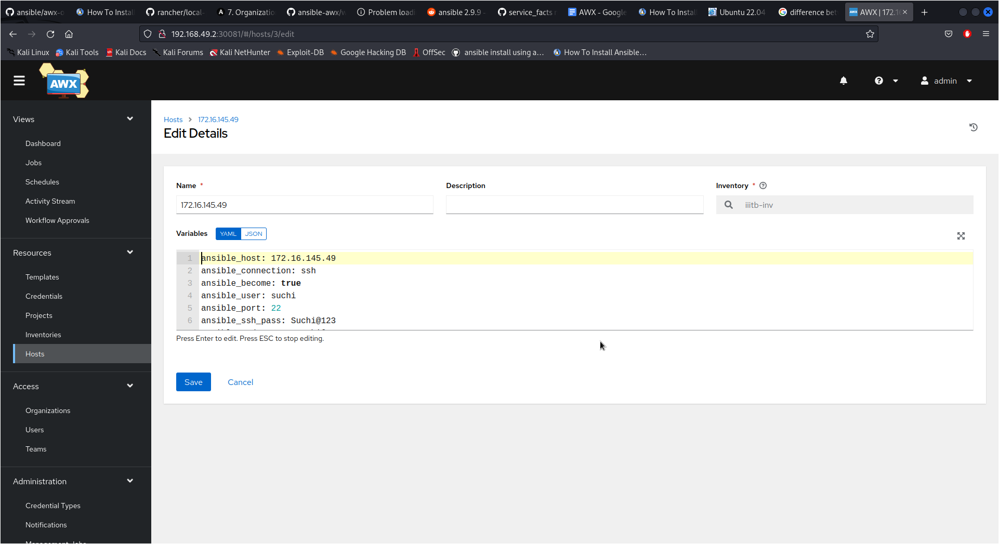 ansible/awx-o
How To Instal
rancher/local-
7. Organizatio
ansible-awx/w
Problem loadi
ansible 2.9.9 -
service_facts r
AWX - Google
How To Instal
Ubuntu 22.04
difference bet
AWX | 172.1
192.168.49.2:30081/#/hosts/3/edit
Kali Linux
Kali Tools
Kali Docs
Kali Forums
Kali NetHunter
Exploit-DB
Google Hacking DB
OffSec
ansible install using a…
How To Install Ansible…
AWX
admin
Views
Dashboard
Jobs
Schedules
Activity Stream
Workflow Approvals
Resources
Templates
Credentials
Projects
Inventories
Hosts
Access
Organizations
Users
Teams
Administration
Credential Types
Notifications
Management Jobs
Hosts > 172.16.145.49
Edit Details
Name *
172.16.145.49
Description
Inventory *
iiitb-inv
Variables YAML JSON
1 ansible_host: 172.16.145.49
2 ansible_connection: ssh
3 ansible_become: true
4 ansible_user: suchi
5 ansible_port: 22
6 ansible_ssh_pass: Suchi@123
Press Enter to edit. Press ESC to stop editing.
Save Cancel